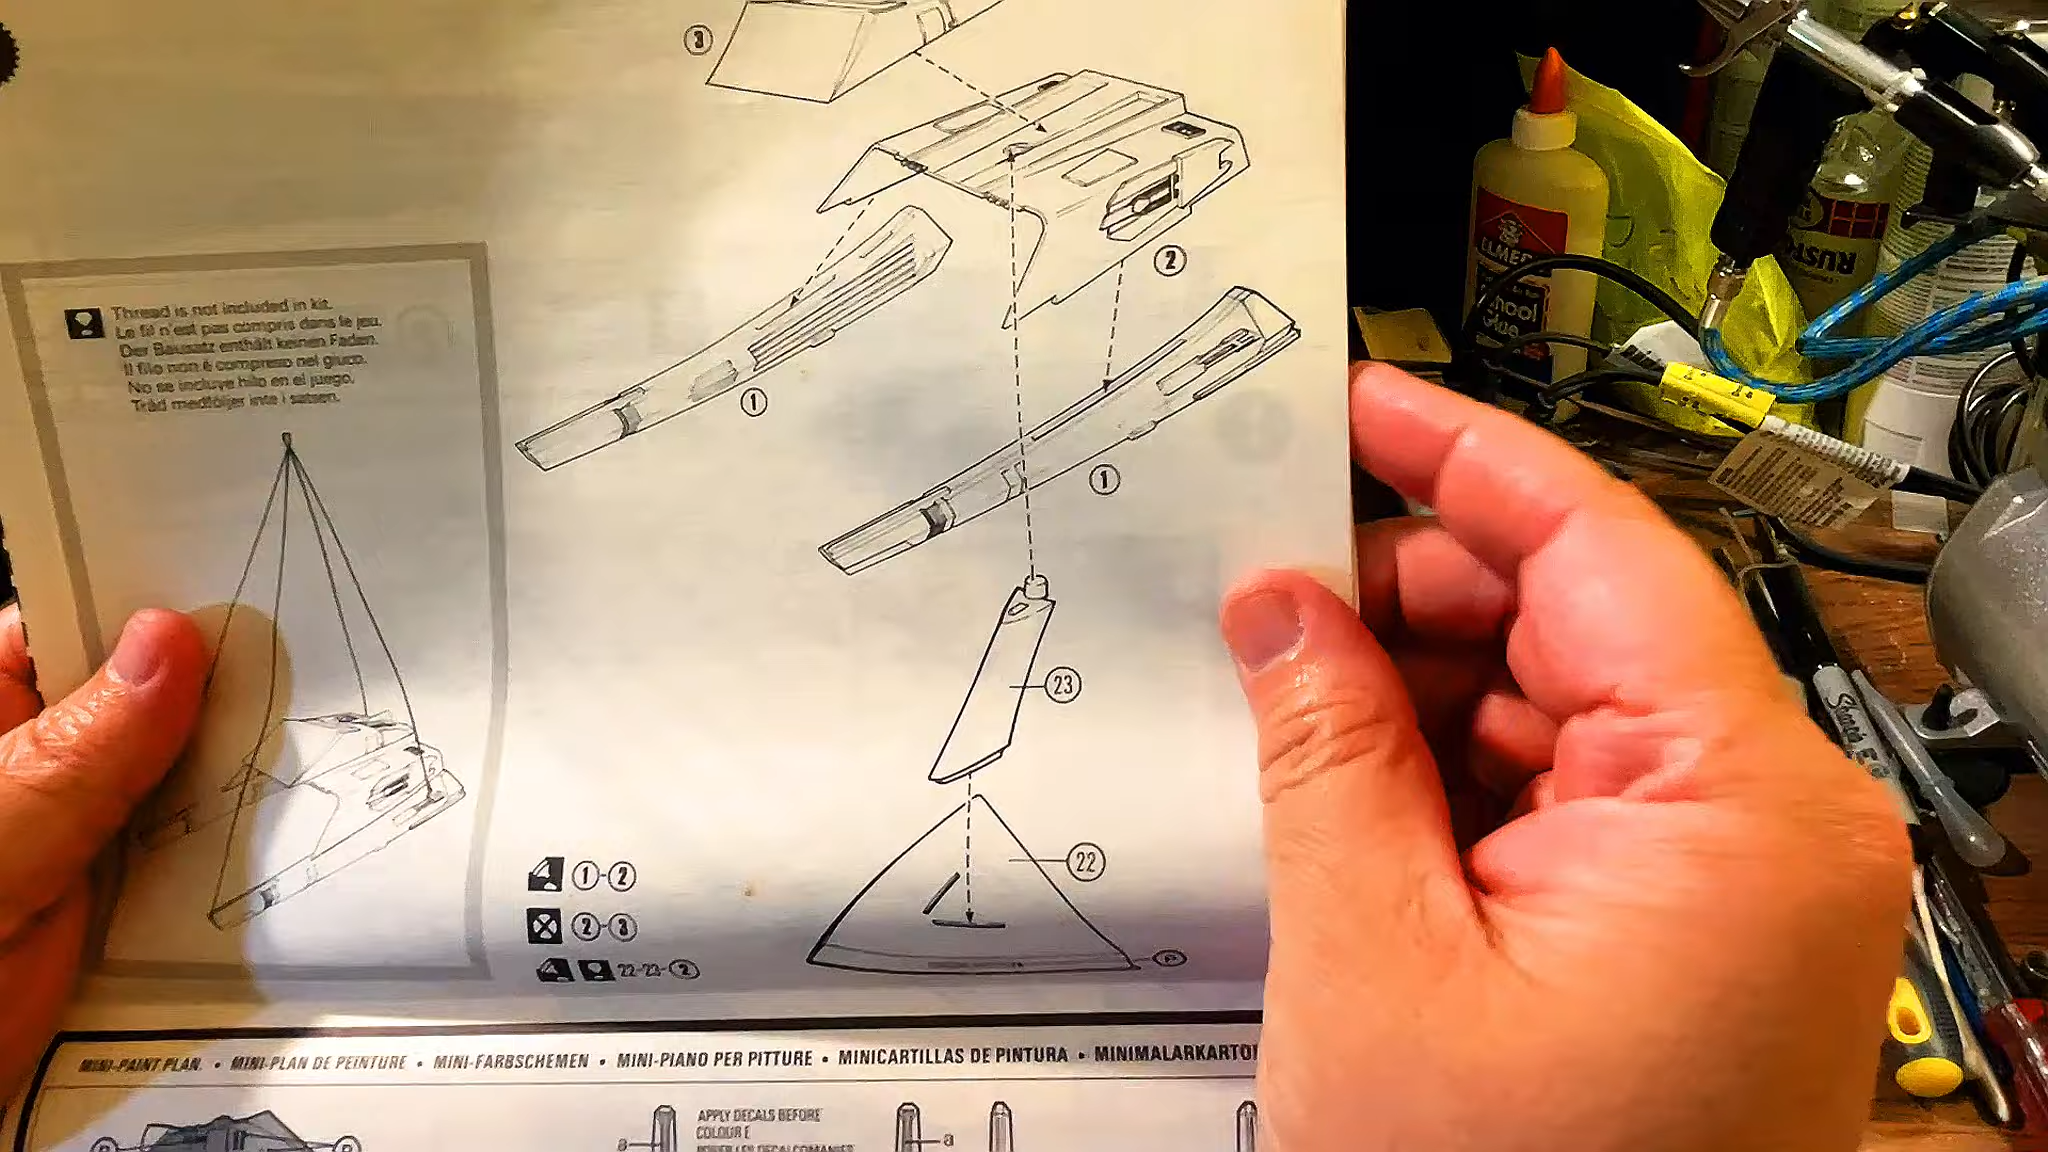 3
2
Thread is not included in kit.
Le fil n'est pas compris dans le jeu.
Der Bausatz enthält keinen Faden.
Il filo non è compreso nel giuco.
No se incluye hilo en el juego.
Tråd medföljer inte i satsen.
1
1
23
22
1-2
2-3
22-23-2
P
MINI-PAINT PLAN. • MINI-PLAN DE PEINTURE • MINI-FARBSCHEMEN • MINI-PIANO PER PITTURE • MINICARTILLAS DE PINTURA • MINIMALARKARTO
APPLY DECALS BEFORE
COLOUR E
a
a
ELMER
School
Glue
RUSTO
Sharpie